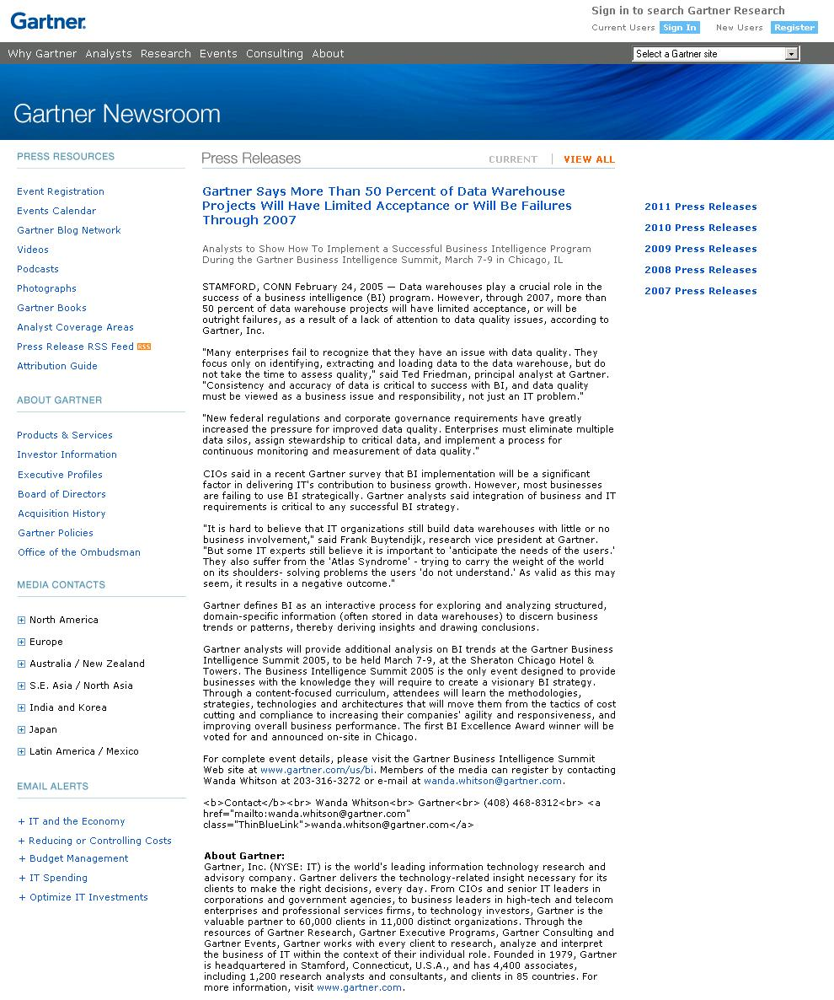 Gartner.
Sign in to search Gartner Research
Current Users Sign In New Users Register
Why Gartner Analysts Research Events Consulting About
Select a Gartner site
Gartner Newsroom
PRESS RESOURCES
Event Registration
Events Calendar
Gartner Blog Network
Videos
Podcasts
Photographs
Gartner Books
Analyst Coverage Areas
Press Release RSS Feed RSS
Attribution Guide
ABOUT GARTNER
Products & Services
Investor Information
Executive Profiles
Board of Directors
Acquisition History
Gartner Policies
Office of the Ombudsman
MEDIA CONTACTS
North America
Europe
Australia / New Zealand
S.E. Asia / North Asia
India and Korea
Japan
Latin America / Mexico
EMAIL ALERTS
+ IT and the Economy
+ Reducing or Controlling Costs
+ Budget Management
+ IT Spending
+ Optimize IT Investments
Press Releases
CURRENT | VIEW ALL
Gartner Says More Than 50 Percent of Data Warehouse
Projects Will Have Limited Acceptance or Will Be Failures
Through 2007
Analysts to Show How To Implement a Successful Business Intelligence Program
During the Gartner Business Intelligence Summit, March 7-9 in Chicago, IL
STAMFORD, CONN February 24, 2005 — Data warehouses play a crucial role in the
success of a business intelligence (BI) program. However, through 2007, more than
50 percent of data warehouse projects will have limited acceptance, or will be
outright failures, as a result of a lack of attention to data quality issues, according to
Gartner, Inc.
"Many enterprises fail to recognize that they have an issue with data quality. They
focus only on identifying, extracting and loading data to the data warehouse, but do
not take the time to assess quality," said Ted Friedman, principal analyst at Gartner.
"Consistency and accuracy of data is critical to success with BI, and data quality
must be viewed as a business issue and responsibility, not just an IT problem."
"New federal regulations and corporate governance requirements have greatly
increased the pressure for improved data quality. Enterprises must eliminate multiple
data silos, assign stewardship to critical data, and implement a process for
continuous monitoring and measurement of data quality."
CIOs said in a recent Gartner survey that BI implementation will be a significant
factor in delivering IT's contribution to business growth. However, most businesses
are failing to use BI strategically. Gartner analysts said integration of business and IT
requirements is critical to any successful BI strategy.
"It is hard to believe that IT organizations still build data warehouses with little or no
business involvement," said Frank Buytendijk, research vice president at Gartner.
"But some IT experts still believe it is important to 'anticipate the needs of the users.'
They also suffer from the 'Atlas Syndrome' - trying to carry the weight of the world
on its shoulders- solving problems the users 'do not understand.' As valid as this may
seem, it results in a negative outcome."
Gartner defines BI as an interactive process for exploring and analyzing structured,
domain-specific information (often stored in data warehouses) to discern business
trends or patterns, thereby deriving insights and drawing conclusions.
Gartner analysts will provide additional analysis on BI trends at the Gartner Business
Intelligence Summit 2005, to be held March 7-9, at the Sheraton Chicago Hotel &
Towers. The Business Intelligence Summit 2005 is the only event designed to provide
businesses with the knowledge they will require to create a visionary BI strategy.
Through a content-focused curriculum, attendees will learn the methodologies,
strategies, technologies and architectures that will move them from the tactics of cost
cutting and compliance to increasing their companies' agility and responsiveness, and
improving overall business performance. The first BI Excellence Award winner will be
voted for and announced on-site in Chicago.
For complete event details, please visit the Gartner Business Intelligence Summit
Web site at www.gartner.com/us/bi. Members of the media can register by contacting
Wanda Whitson at 203-316-3272 or e-mail at wanda.whitson@gartner.com.
<b>Contact</b><br> Wanda Whitson<br> Gartner<br> (408) 468-8312<br> <a
href="mailto:wanda.whitson@gartner.com"
class="ThinBlueLink">wanda.whitson@gartner.com</a>
About Gartner:
Gartner, Inc. (NYSE: IT) is the world's leading information technology research and
advisory company. Gartner delivers the technology-related insight necessary for its
clients to make the right decisions, every day. From CIOs and senior IT leaders in
corporations and government agencies, to business leaders in high-tech and telecom
enterprises and professional services firms, to technology investors, Gartner is the
valuable partner to 60,000 clients in 11,000 distinct organizations. Through the
resources of Gartner Research, Gartner Executive Programs, Gartner Consulting and
Gartner Events, Gartner works with every client to research, analyze and interpret
the business of IT within the context of their individual role. Founded in 1979, Gartner
is headquartered in Stamford, Connecticut, U.S.A., and has 4,400 associates,
including 1,200 research analysts and consultants, and clients in 85 countries. For
more information, visit www.gartner.com.
2011 Press Releases
2010 Press Releases
2009 Press Releases
2008 Press Releases
2007 Press Releases